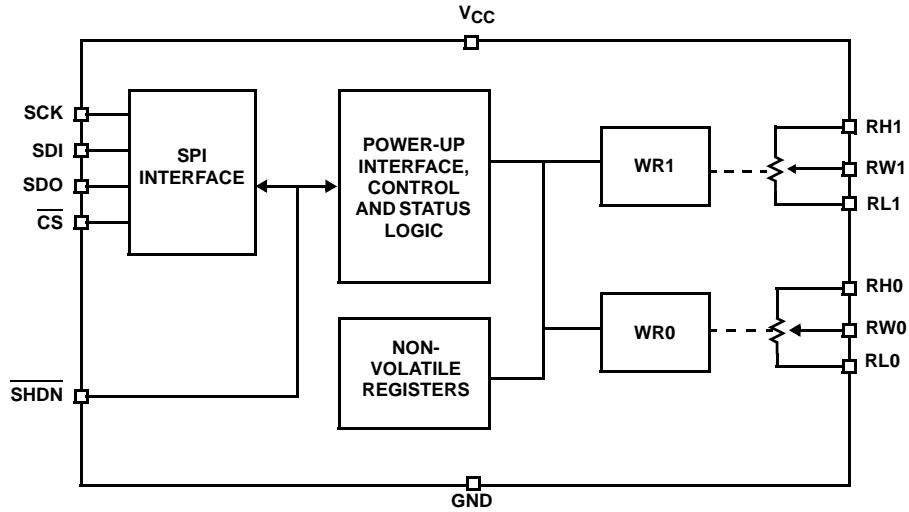 VCC
SCK
SDI
SDO
CS
SHDN
SPI
INTERFACE
POWER-UP
INTERFACE,
CONTROL
AND STATUS
LOGIC
NON-
VOLATILE
REGISTERS
WR1
WR0
RH1
RW1
RL1
RH0
RW0
RL0
GND